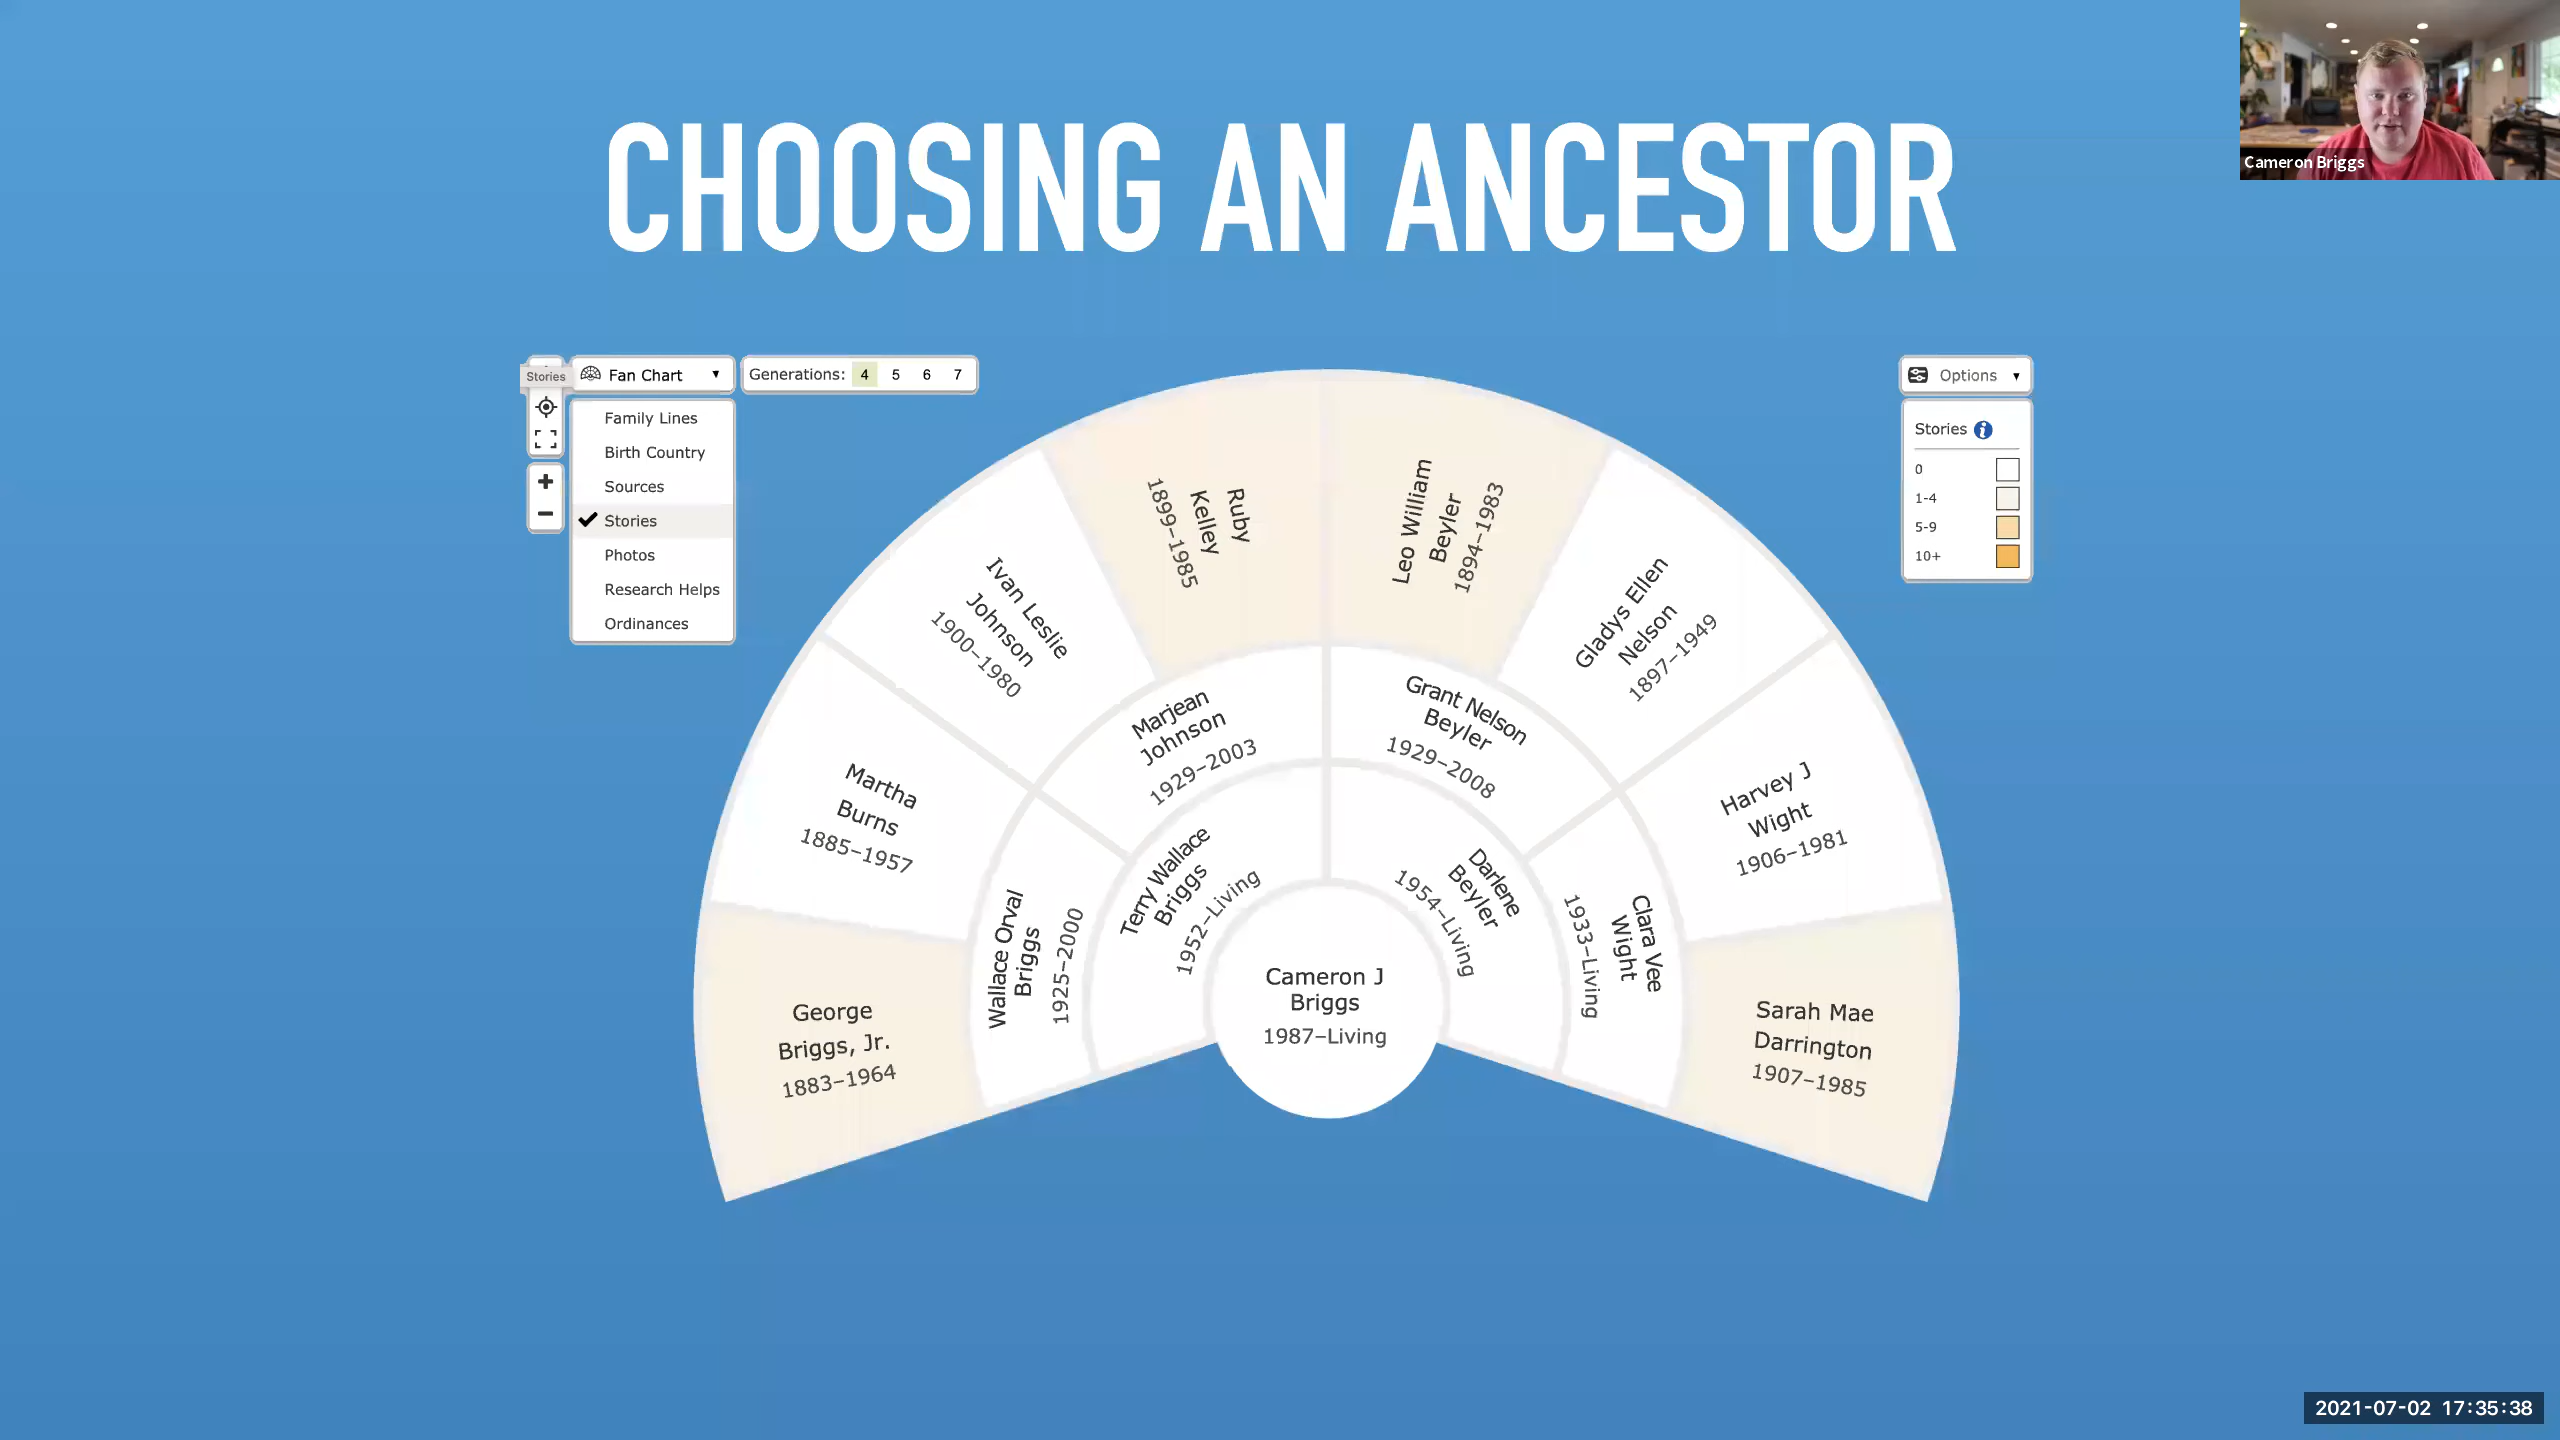 CHOOSING AN ANCESTOR
Cameron Briggs
Stories
Fan Chart
Generations: 4 5 6 7
Family Lines
Birth Country
Sources
Stories
Photos
Research Helps
Ordinances
Options
Stories
0
1-4
5-9
10+
George
Briggs, Jr.
1883–1964
Martha
Burns
1885–1957
Ivan Leslie
Johnson
1900–1980
Ruby
Kelley
1899–1985
Leo William
Beyler
1894–1983
Gladys Ellen
Nelson
1897–1949
Harvey J
Wight
1906–1981
Sarah Mae
Darrington
1907–1985
Wallace Orval
Briggs
1925–2000
Marjean
Johnson
1929–2003
Grant Nelson
Beyler
1929–2008
Clara Vee
Wight
1933–Living
Terry Wallace
Briggs
1952–Living
Darlene
Beyler
1954–Living
Cameron J
Briggs
1987–Living
2021-07-02 17:35:38